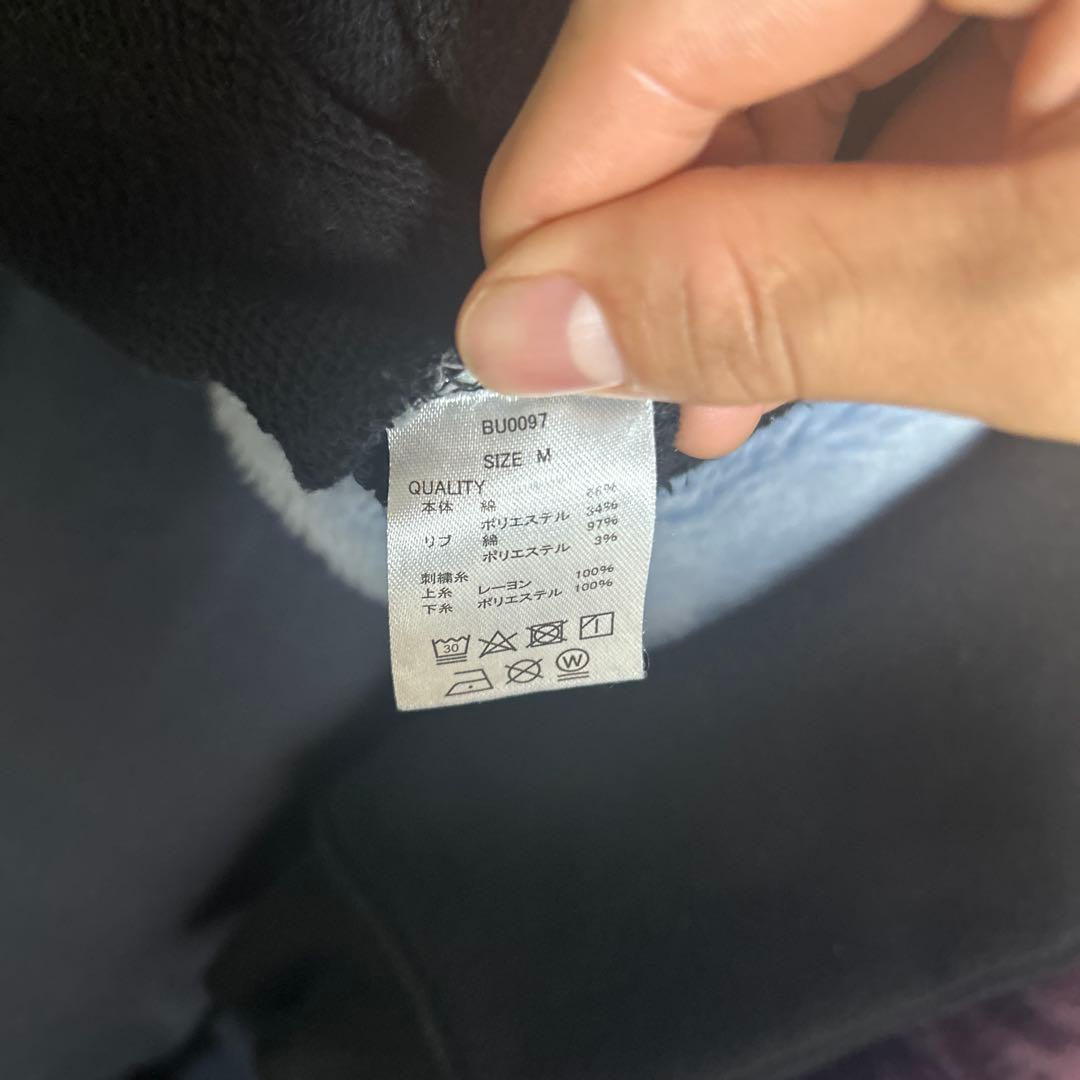 BU0097
SIZE M
QUALITY
本体 綿 66%
ポリエステル 34%
リブ 綿 97%
ポリエステル 3%
刺繍糸
上糸 レーヨン 100%
下糸 ポリエステル 100%
30
W